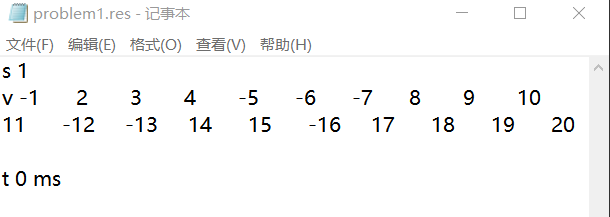 problem1.res - 记事本
文件(F) 编辑(E) 格式(O) 查看(V) 帮助(H)
s 1
v -1 2 3 4 -5 -6 -7 8 9 10
11 -12 -13 14 15 -16 17 18 19 20
t 0 ms